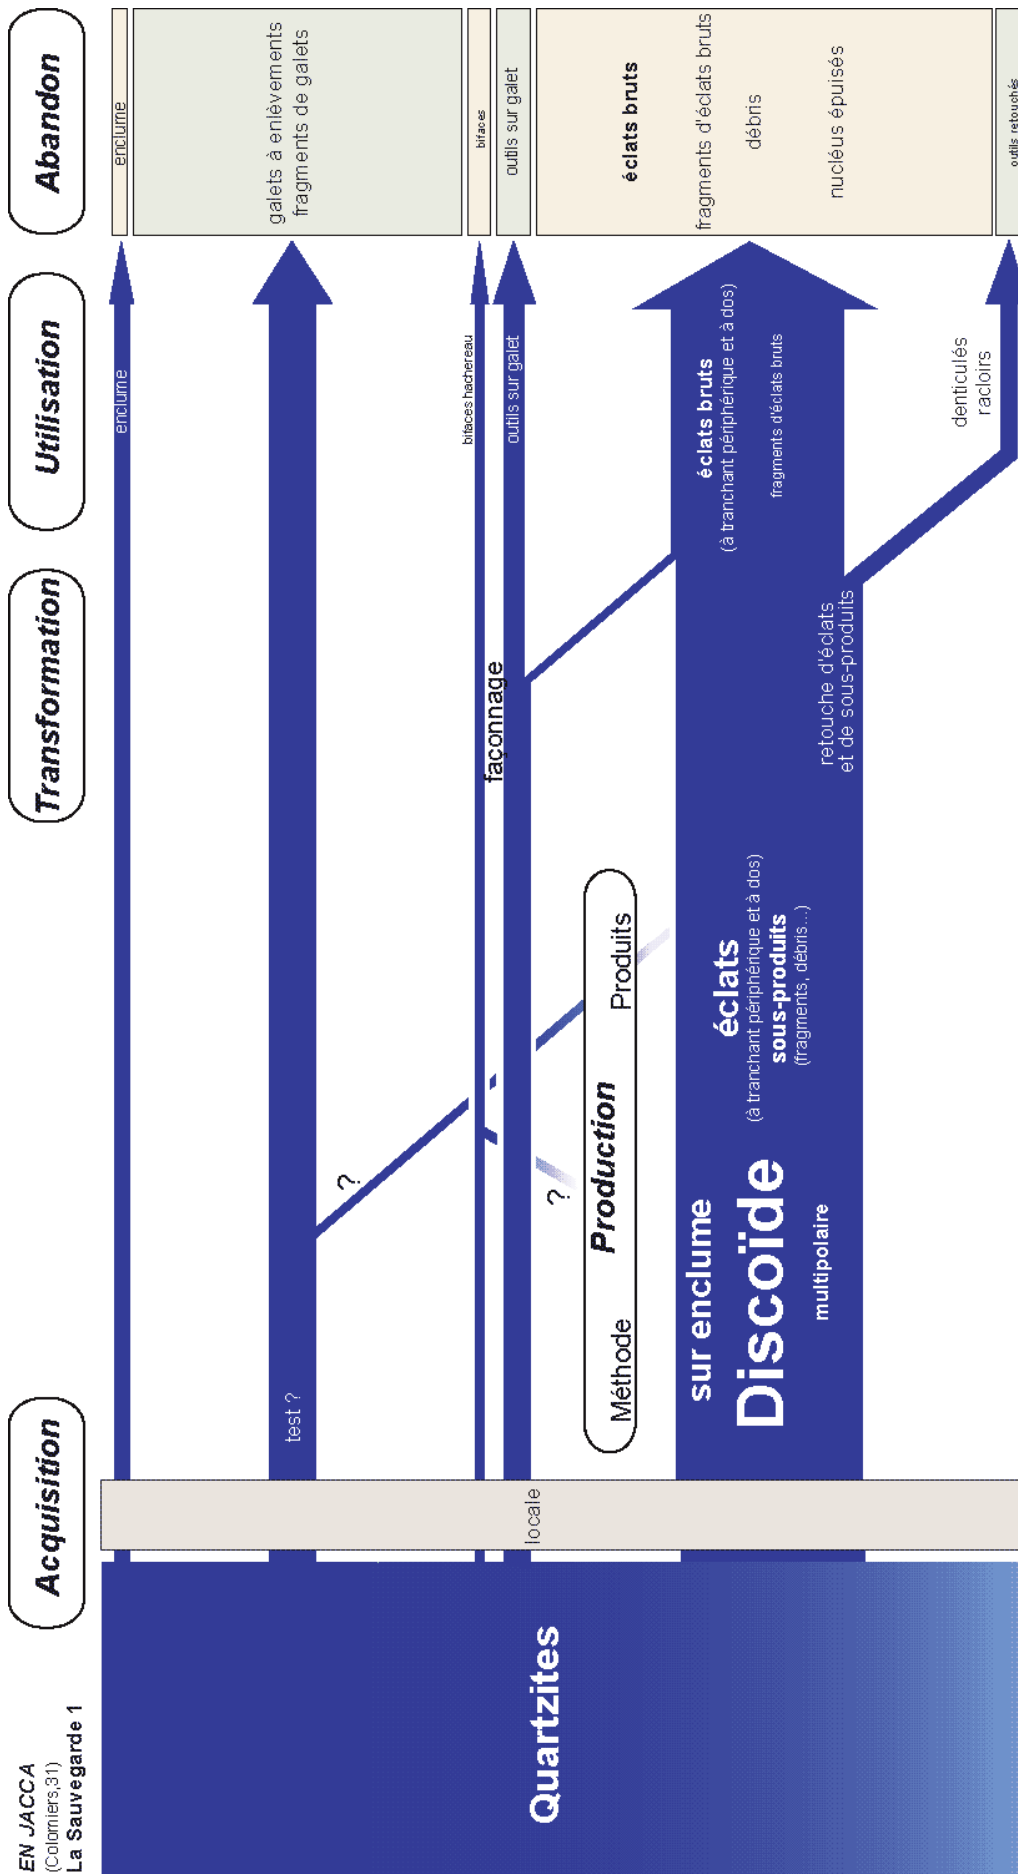 EN JACCA
(Colomiers,31)
La Sauvegarde 1
Acquisition
Transformation
Utilisation
Abandon
Quartzites
locale
enclume
enclume
test ?
?
galets à enlèvements
fragments de galets
bifaces hachereau
bifaces
façonnage
outils sur galet
outils sur galet
?
Méthode
Production
Produits
sur enclume
Discoïde
multipolaire
éclats
(à tranchant périphérique et à dos)
sous-produits
(fragments, débris...)
retouche d'éclats
et de sous-produits
éclats bruts
(à tranchant périphérique et à dos)
fragments d'éclats bruts
éclats bruts
fragments d'éclats bruts
débris
nucléus épuisés
denticulés
racloirs
outils retouchés